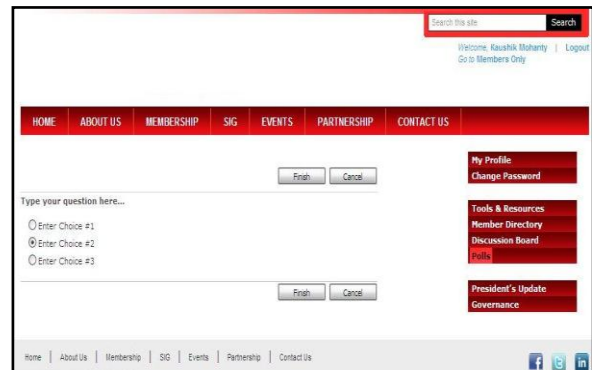 Search this site Search
Welcome, Kaushik Mohanty | Logout
Go to Members Only
HOME ABOUT US MEMBERSHIP SIG EVENTS PARTNERSHIP CONTACT US
Finish Cancel
Type your question here...
Enter Choice #1
Enter Choice #2
Enter Choice #3
Finish Cancel
My Profile
Change Password
Tools & Resources
Member Directory
Discussion Board
Polls
President's Update
Governance
Home | About Us | Membership | SIG | Events | Partnership | Contact Us
f t in